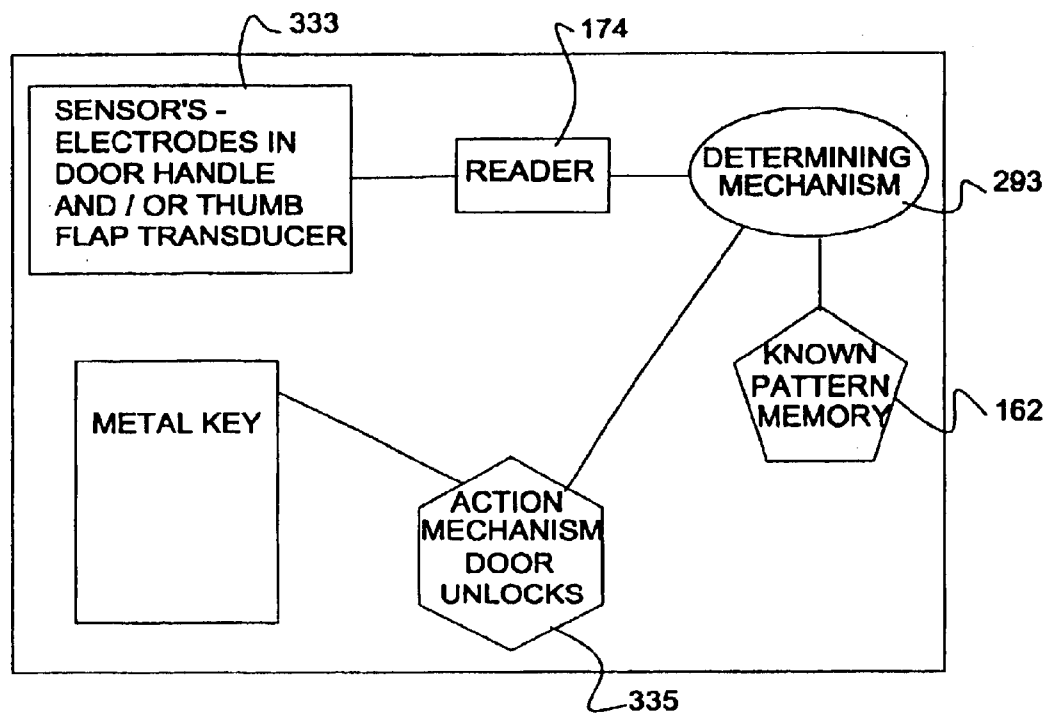 333
174
SENSOR'S -
ELECTRODES IN
DOOR HANDLE
AND / OR THUMB
FLAP TRANSDUCER
READER
DETERMINING
MECHANISM
293
KNOWN
PATTERN
MEMORY
162
METAL KEY
ACTION
MECHANISM
DOOR
UNLOCKS
335